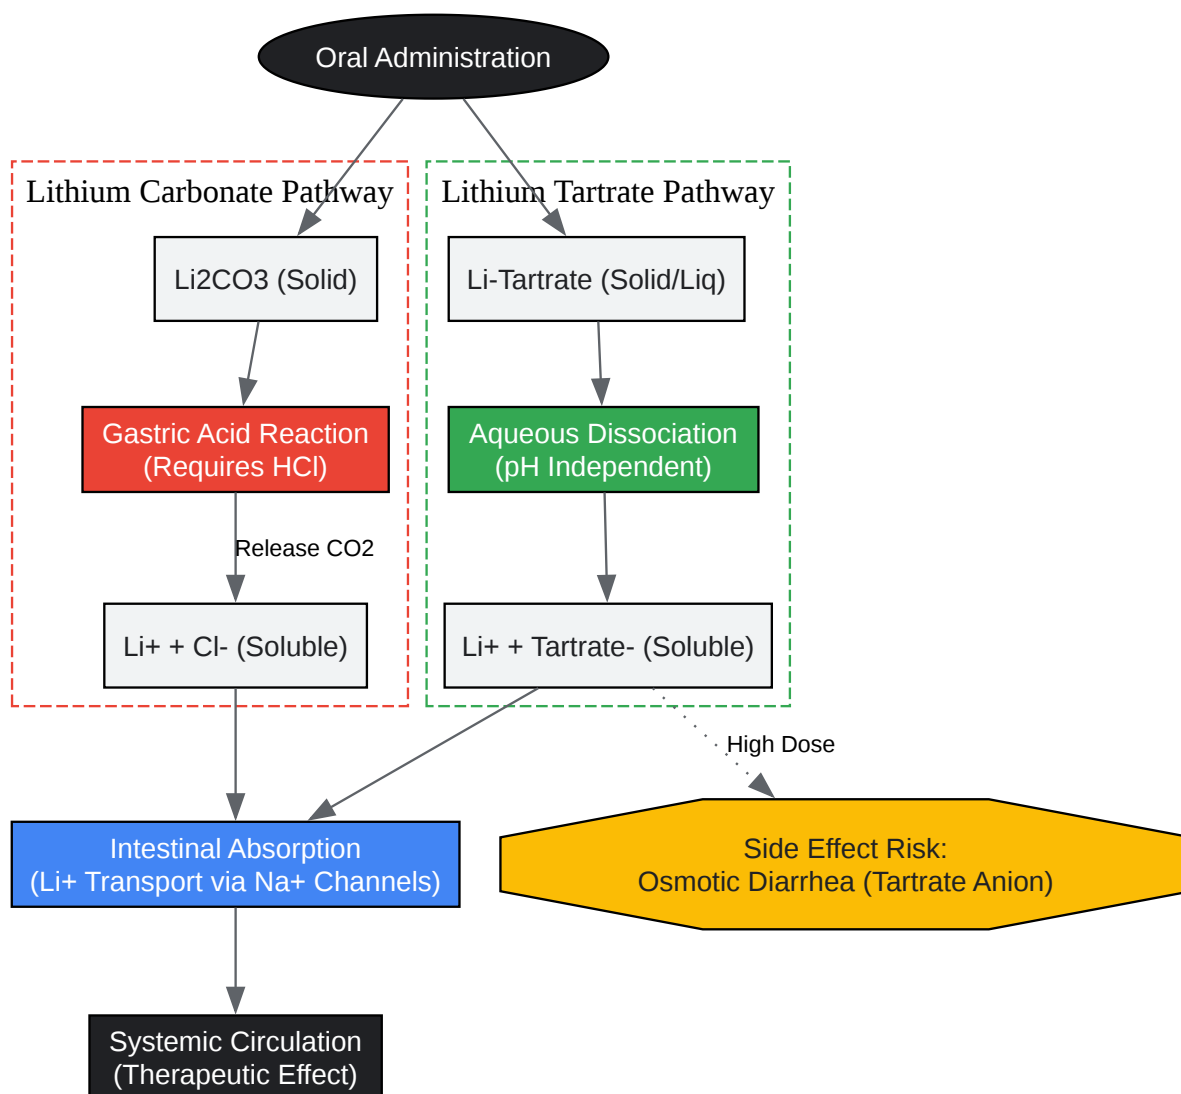 Oral Administration
Lithium Carbonate Pathway
Lithium Tartrate Pathway
Li2CO3 (Solid)
Li-Tartrate (Solid/Liq)
Gastric Acid Reaction
(Requires HCl)
Aqueous Dissociation
(pH Independent)
Release CO2
Li+ + Cl- (Soluble)
Li+ + Tartrate- (Soluble)
High Dose
Intestinal Absorption
(Li+ Transport via Na+ Channels)
Side Effect Risk:
Osmotic Diarrhea (Tartrate Anion)
Systemic Circulation
(Therapeutic Effect)